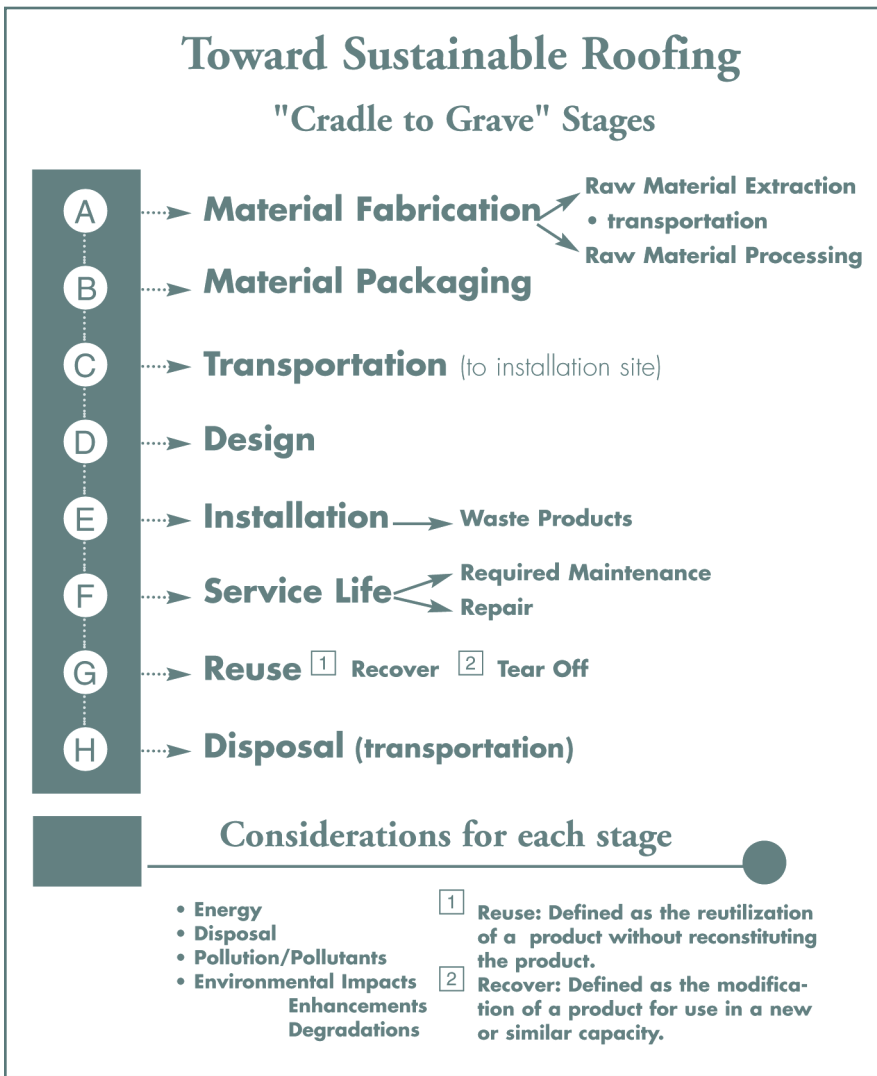 Toward Sustainable Roofing
"Cradle to Grave" Stages
A Material Fabrication
Raw Material Extraction
• transportation
Raw Material Processing
B Material Packaging
C Transportation (to installation site)
D Design
E Installation Waste Products
F Service Life
Required Maintenance
Repair
G Reuse 1 Recover 2 Tear Off
H Disposal (transportation)
Considerations for each stage
• Energy
• Disposal
• Pollution/Pollutants
• Environmental Impacts
Enhancements
Degradations
1 Reuse: Defined as the reutilization
of a product without reconstituting
the product.
2 Recover: Defined as the modifica-
tion of a product for use in a new
or similar capacity.